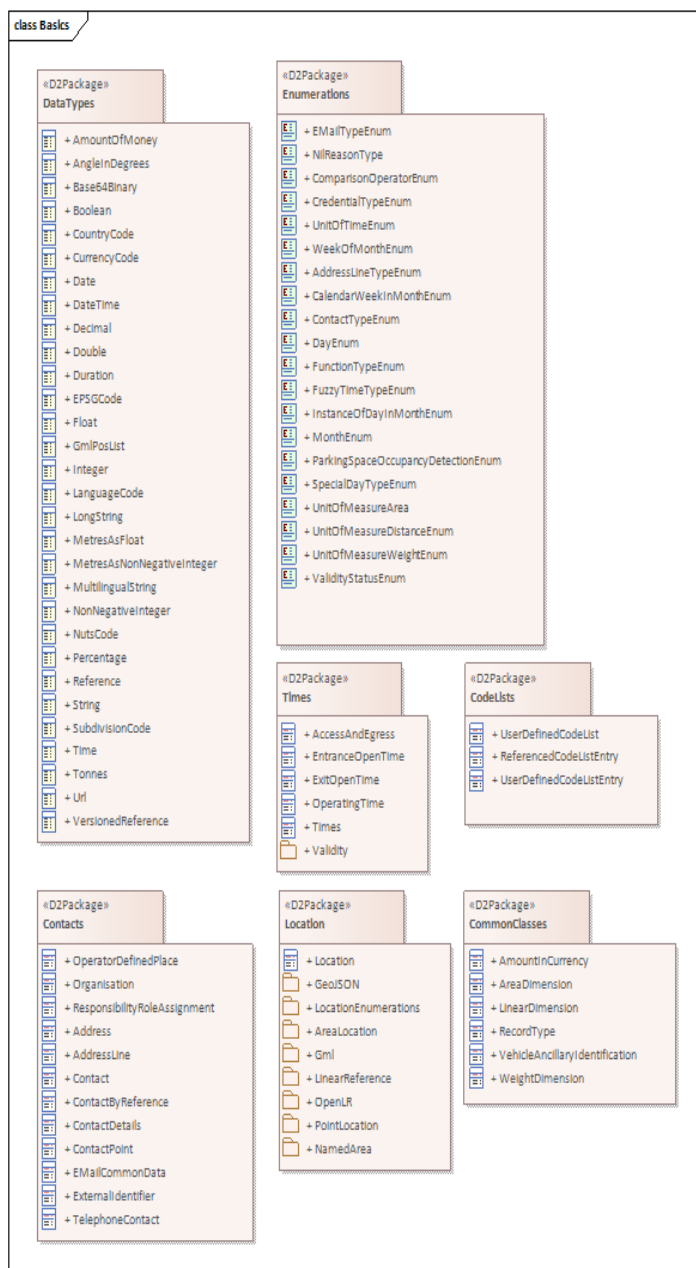 class Basics
«D2Package»
DataTypes
+ AmountOfMoney
+ AngleInDegrees
+ Base64Binary
+ Boolean
+ CountryCode
+ CurrencyCode
+ Date
+ DateTime
+ Decimal
+ Double
+ Duration
+ EPSGCode
+ Float
+ GmlPosList
+ Integer
+ LanguageCode
+ LongString
+ MetresAsFloat
+ MetresAsNonNegativeInteger
+ MultilingualString
+ NonNegativeInteger
+ NutsCode
+ Percentage
+ Reference
+ String
+ SubdivisionCode
+ Time
+ Tonnes
+ Url
+ VersionedReference
«D2Package»
Enumerations
+ EMailTypeEnum
+ NilReasonType
+ ComparisonOperatorEnum
+ CredentialTypeEnum
+ UnitOfTimeEnum
+ WeekOfMonthEnum
+ AddressLineTypeEnum
+ CalendarWeekInMonthEnum
+ ContactTypeEnum
+ DayEnum
+ FunctionTypeEnum
+ FuzzyTimeTypeEnum
+ InstanceOfDayInMonthEnum
+ MonthEnum
+ ParkingSpaceOccupancyDetectionEnum
+ SpecialDayTypeEnum
+ UnitOfMeasureArea
+ UnitOfMeasureDistanceEnum
+ UnitOfMeasureWeightEnum
+ ValidityStatusEnum
«D2Package»
Times
+ AccessAndEgress
+ EntranceOpenTime
+ ExitOpenTime
+ OperatingTime
+ Times
+ Validity
«D2Package»
CodeLists
+ UserDefinedCodeList
+ ReferencedCodeListEntry
+ UserDefinedCodeListEntry
«D2Package»
Contacts
+ OperatorDefinedPlace
+ Organisation
+ ResponsibilityRoleAssignment
+ Address
+ AddressLine
+ Contact
+ ContactByReference
+ ContactDetails
+ ContactPoint
+ EMailCommonData
+ ExternalIdentifier
+ TelephoneContact
«D2Package»
Location
+ Location
+ GeoJSON
+ LocationEnumerations
+ AreaLocation
+ Gml
+ LinearReference
+ OpenLR
+ PointLocation
+ NamedArea
«D2Package»
CommonClasses
+ AmountInCurrency
+ AreaDimension
+ LinearDimension
+ RecordType
+ VehicleAncillaryIdentification
+ WeightDimension